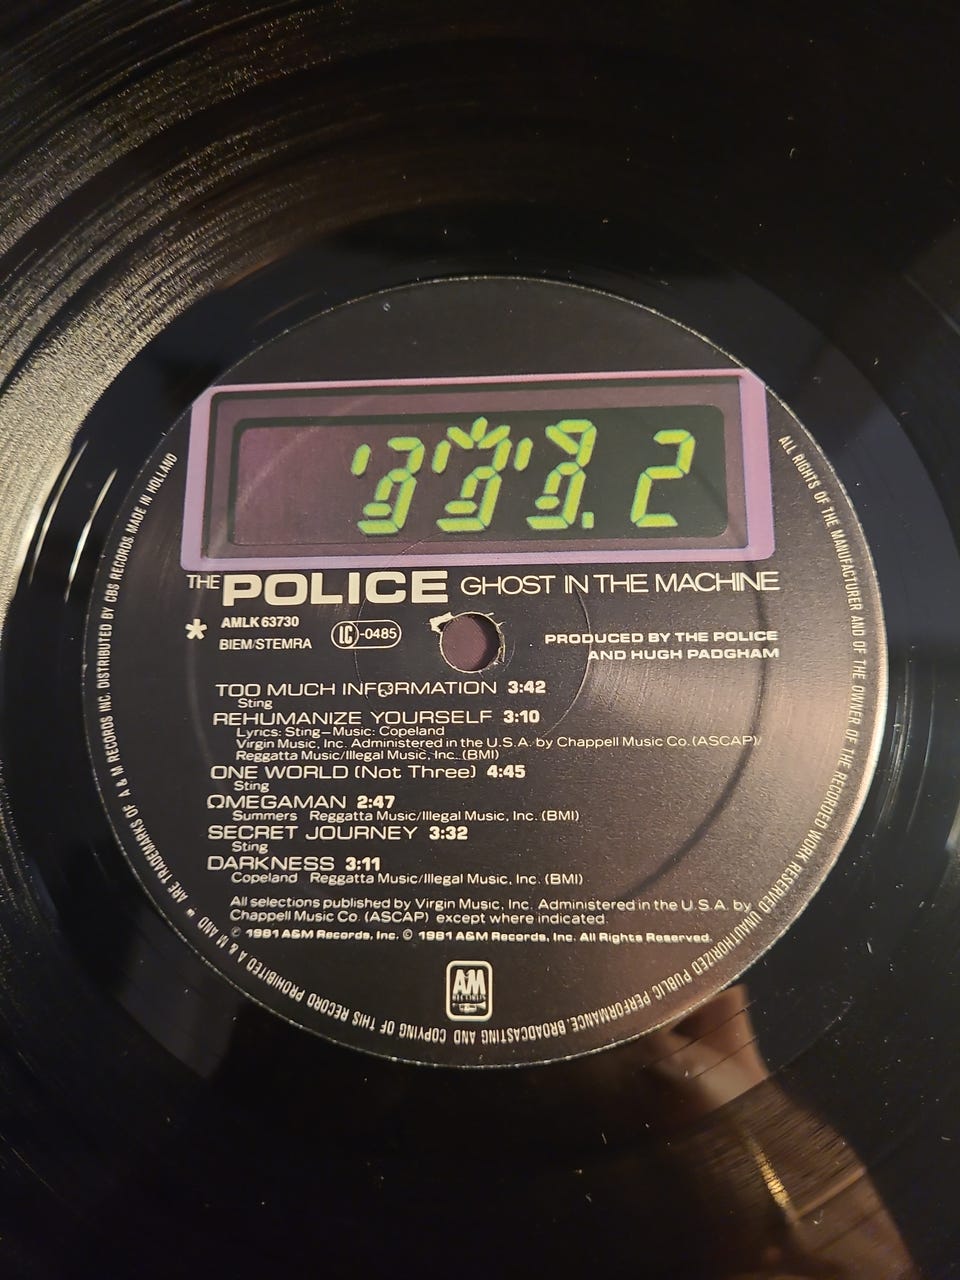 2
THE POLICE GHOST IN THE MACHINE
* AMLK 63730
BIEM/STEMRA
IC -0485
PRODUCED BY THE POLICE
AND HUGH PADGHAM
TOO MUCH INFORMATION 3:42
Sting
REHUMANIZE YOURSELF 3:10
Lyrics: Sting – Music: Copeland
Virgin Music, Inc. Administered in the U.S.A. by Chappell Music Co. (ASCAP)/
Reggatta Music/Illegal Music, Inc. (BMI)
ONE WORLD (Not Three) 4:45
Sting
ΩMEGAMAN 2:47
Summers Reggatta Music/Illegal Music, Inc. (BMI)
SECRET JOURNEY 3:32
Sting
DARKNESS 3:11
Copeland Reggatta Music/Illegal Music, Inc. (BMI)
All selections published by Virgin Music, Inc. Administered in the U.S.A. by
Chappell Music Co. (ASCAP) except where indicated.
℗ 1981 A&M Records, Inc. © 1981 A&M Records, Inc. All Rights Reserved.
A&M
RECORDS
ALL RIGHTS OF THE MANUFACTURER AND OF THE OWNER OF THE RECORDED WORK RESERVED UNAUTHORIZED PUBLIC PERFORMANCE BROADCASTING AND COPYING OF THIS RECORD PROHIBITED A & M AND ARE TRADEMARKS OF A & M RECORDS INC. DISTRIBUTED BY CBS RECORDS. MADE IN HOLLAND